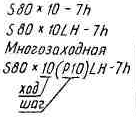 S80 × 10 - 7h
S80 × 10LH - 7h
Многозаходная
S80 × 10(P10)LH - 7h
ход
шаг